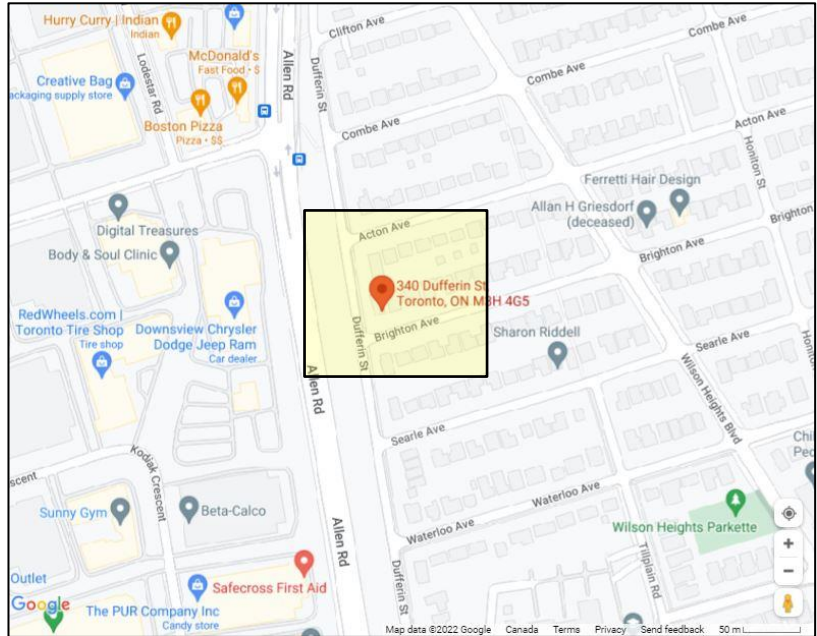 Hurry Curry | Indian
Indian
Lodestar Rd
McDonald's
Fast Food • $
Creative Bag
ackaging supply store
Boston Pizza
Pizza • $$
Allen Rd
Dufferin St
Clifton Ave
Combe Ave
Combe Ave
Acton Ave
Honiton St
Ferretti Hair Design
Allan H Griesdorf
(deceased)
Brighton
Brighton Ave
Digital Treasures
Body & Soul Clinic
Acton Ave
340 Dufferin St
Toronto, ON M3H 4G5
RedWheels.com |
Toronto Tire Shop
Tire shop
Downsview Chrysler
Dodge Jeep Ram
Car dealer
Dufferin St
Brighton Ave
Sharon Riddell
Searle Ave
Allen Rd
Wilson Heights Blvd
Searle Ave
Chi
Ped
scent
Kodiak Crescent
Sunny Gym
Beta-Calco
Allen Rd
Waterloo Ave
Waterloo Ave
Wilson Heights Parkette
Tillplain Rd
Dufferin St
Outlet
Safecross First Aid
Google
The PUR Company Inc
Candy store
Map data ©2022 Google Canada Terms Privacy Send feedback 50 m